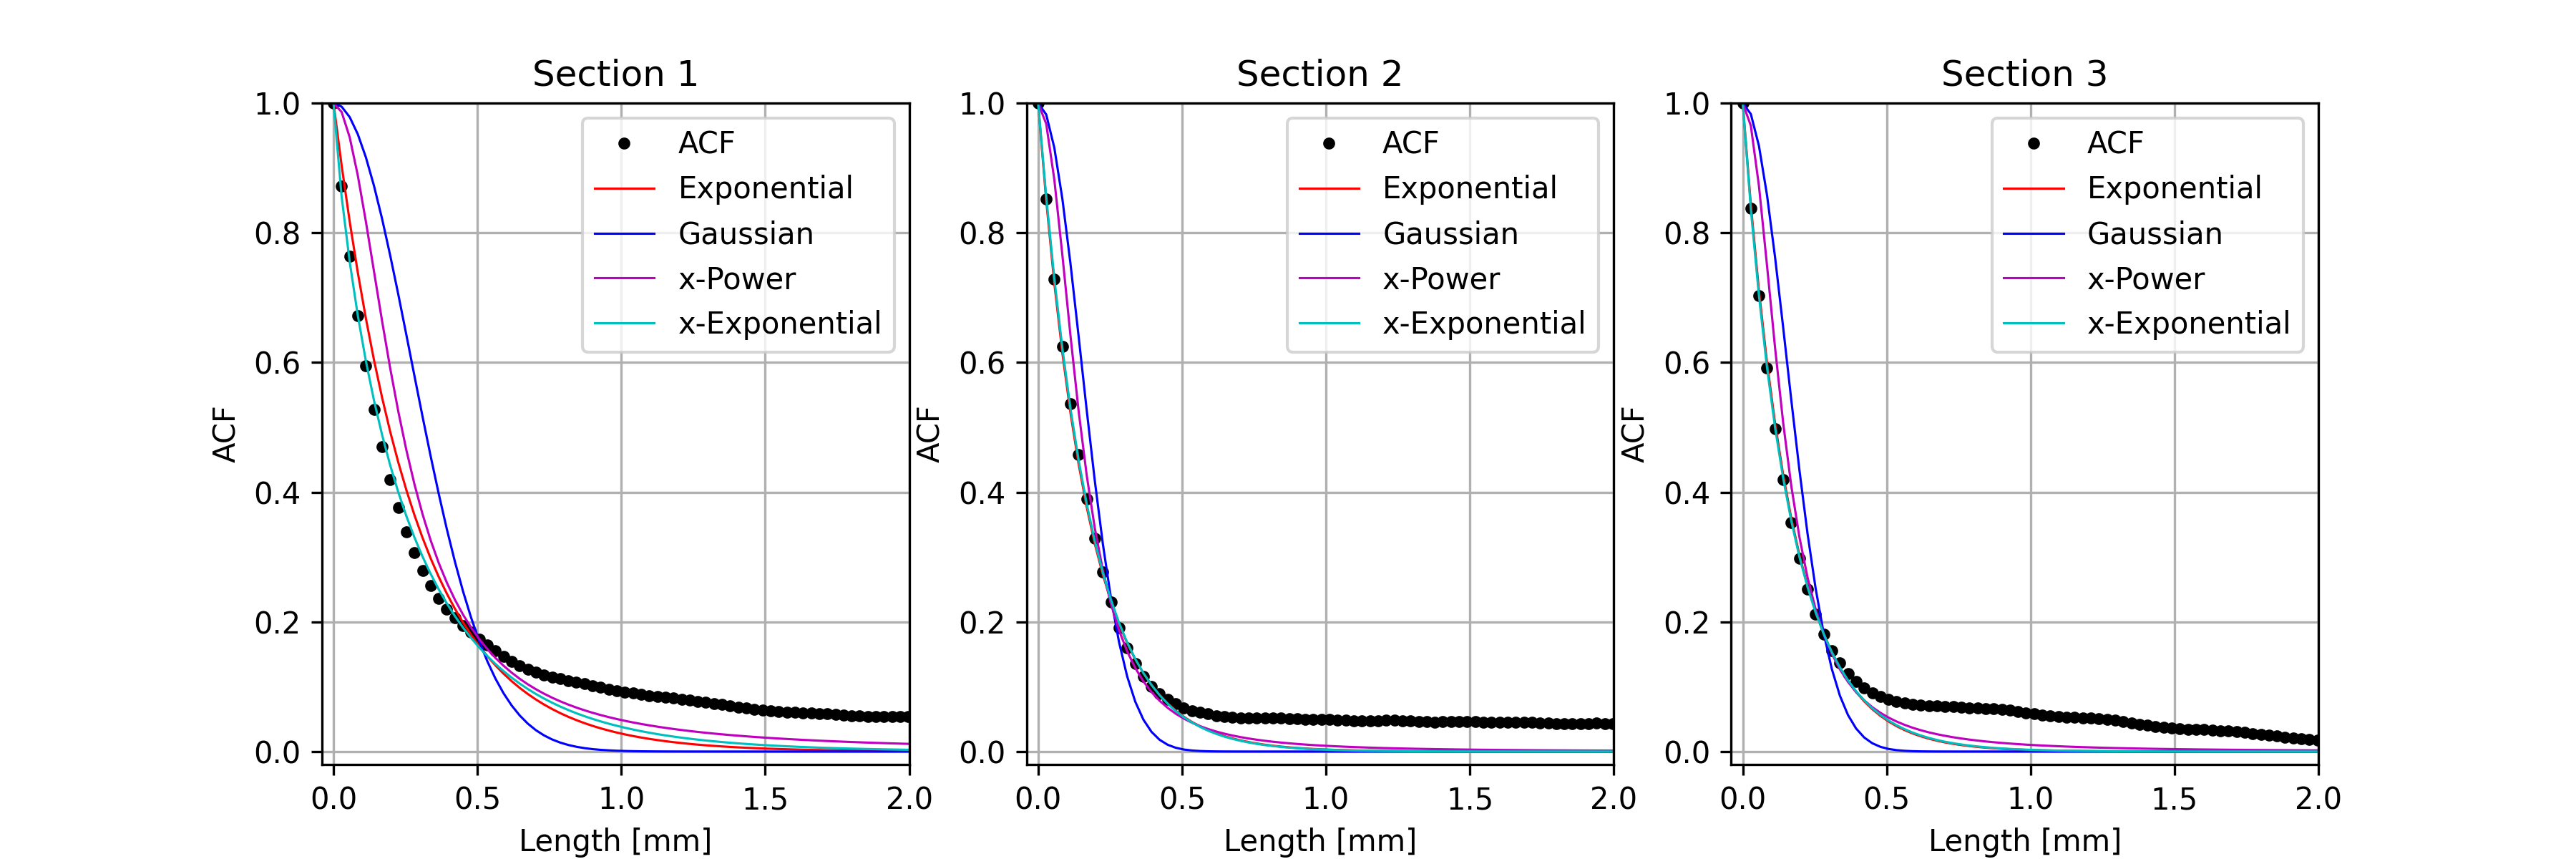 Section 1
1.0
0.8
0.6
0.4
0.2
0.0
ACF
ACF
Exponential
Gaussian
x-Power
x-Exponential
0.0 0.5 1.0 1.5 2.0
Length [mm]
Section 2
1.0
0.8
0.6
0.4
0.2
0.0
ACF
ACF
Exponential
Gaussian
x-Power
x-Exponential
0.0 0.5 1.0 1.5 2.0
Length [mm]
Section 3
1.0
0.8
0.6
0.4
0.2
0.0
ACF
ACF
Exponential
Gaussian
x-Power
x-Exponential
0.0 0.5 1.0 1.5 2.0
Length [mm]